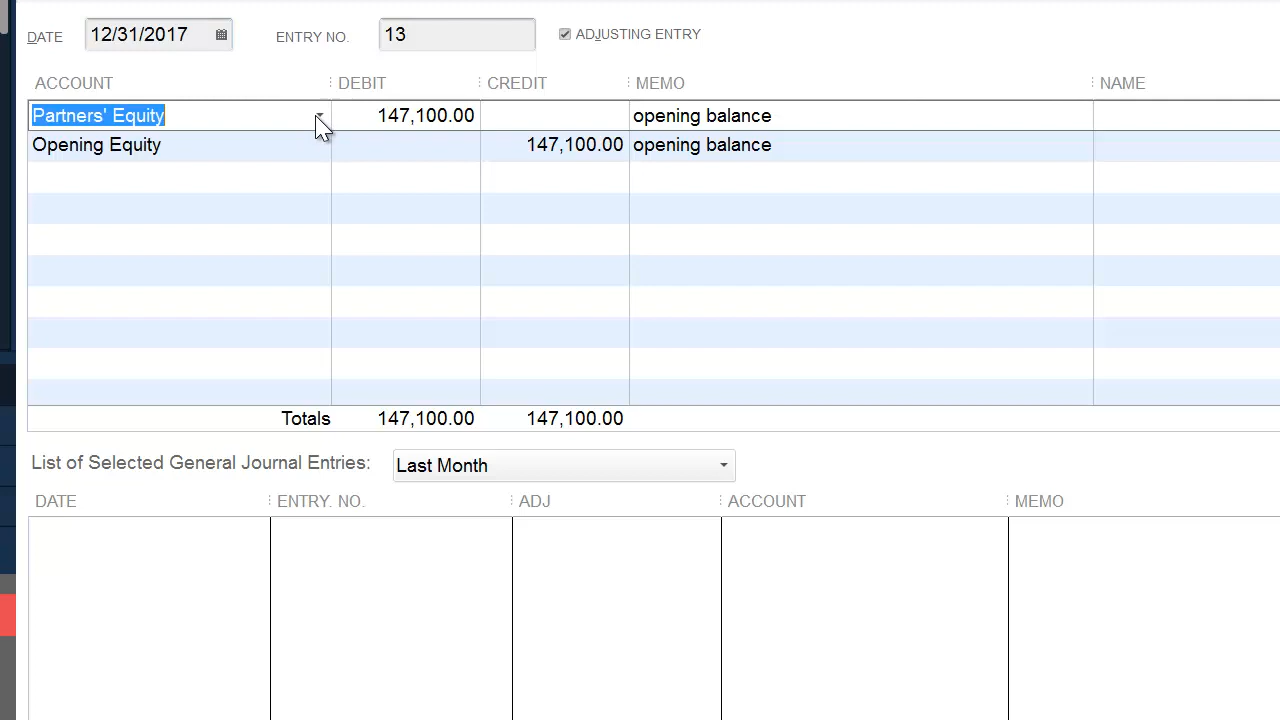 DATE 12/31/2017 ENTRY NO. 13 ADJUSTING ENTRY
ACCOUNT DEBIT CREDIT MEMO NAME
Partners' Equity 147,100.00 opening balance
Opening Equity 147,100.00 opening balance
Totals 147,100.00 147,100.00
List of Selected General Journal Entries: Last Month
DATE ENTRY. NO. ADJ ACCOUNT MEMO